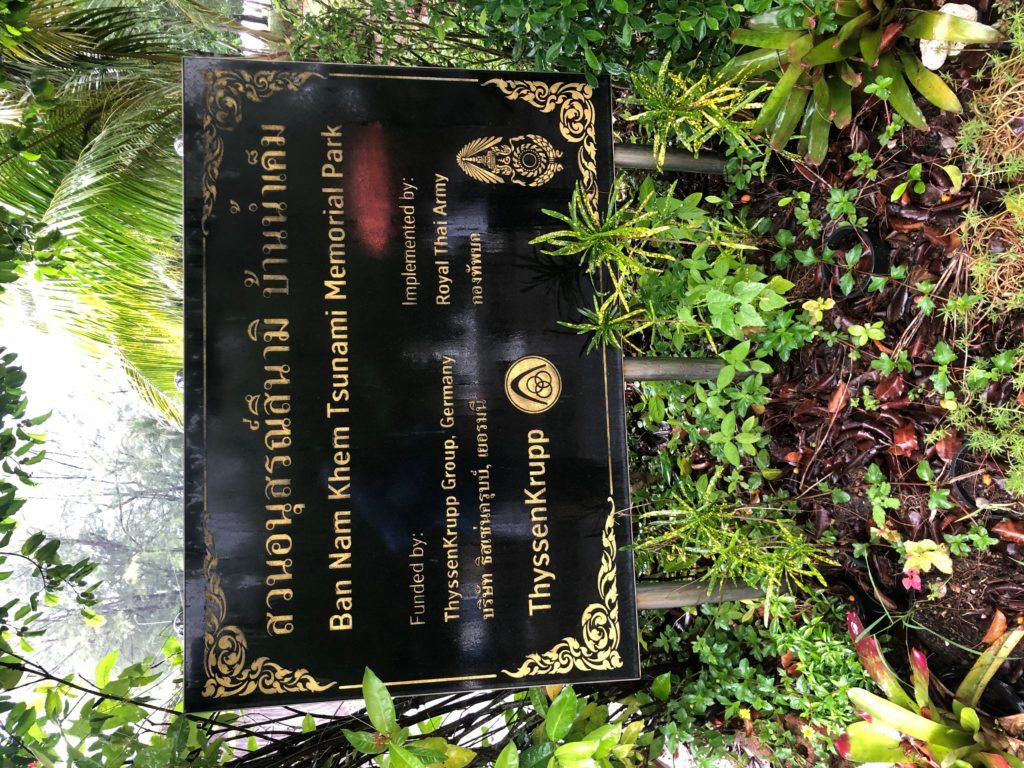 สวนอนุสรณ์สึนามิ บ้านน้ำเค็ม
Ban Nam Khem Tsunami Memorial Park
Funded by:
ThyssenKrupp Group, Germany
บริษัท ธิสเซ่นครุปป์, เยอรมนี
ThyssenKrupp
Implemented by:
Royal Thai Army
กองทัพบก